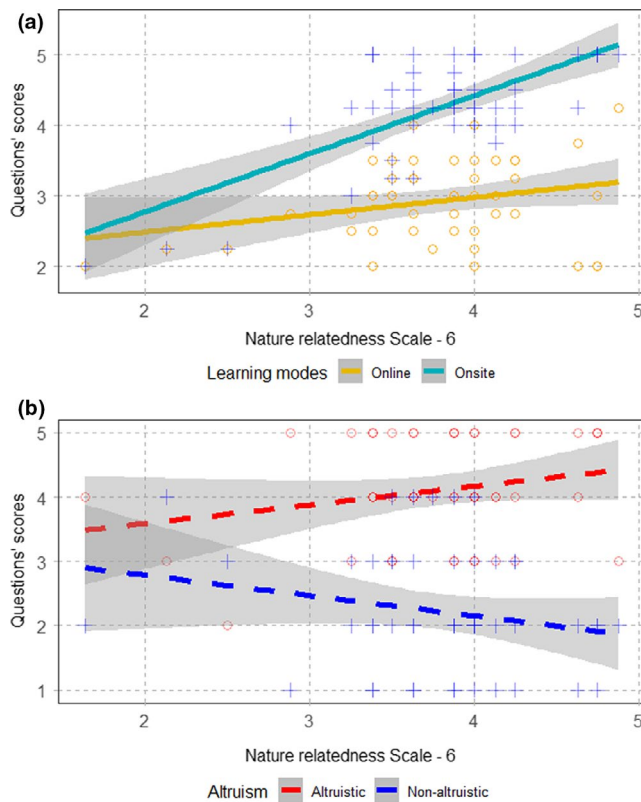 (a)
5
4
3
2
Questions' scores
2 3 4 5
Nature relatedness Scale - 6
Learning modes Online Onsite
(b)
5
4
3
2
1
Questions' scores
2 3 4 5
Nature relatedness Scale - 6
Altruism Altruistic Non-altruistic